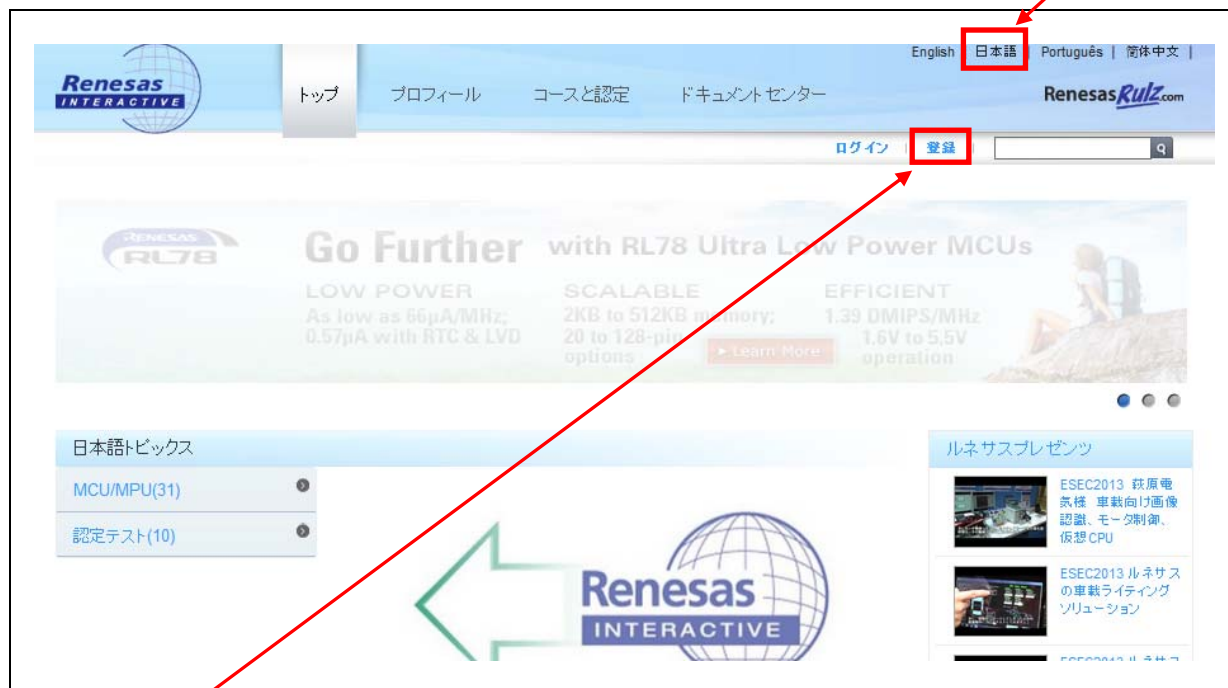 English | 日本語 | Português | 简体中文 |
Renesas
INTERACTIVE
トップ
プロフィール
コースと認定
ドキュメントセンター
RenesasRulz.com
ログイン | 登録 |
RENESAS
RL78
Go Further with RL78 Ultra Low Power MCUs
LOW POWER
As low as 66µA/MHz;
0.57µA with RTC & LVD
SCALABLE
2KB to 512KB memory;
20 to 128-pin
options
► Learn More
EFFICIENT
1.39 DMIPS/MHz
1.6V to 5.5V
operation
日本語トピックス
MCU/MPU(31)
認定テスト(10)
Renesas
INTERACTIVE
ルネサスプレゼンツ
ESEC2013 萩原電
気様 車載向け画像
認識、モータ制御、
仮想CPU
ESEC2013 ルネサス
の車載ライティング
ソリューション